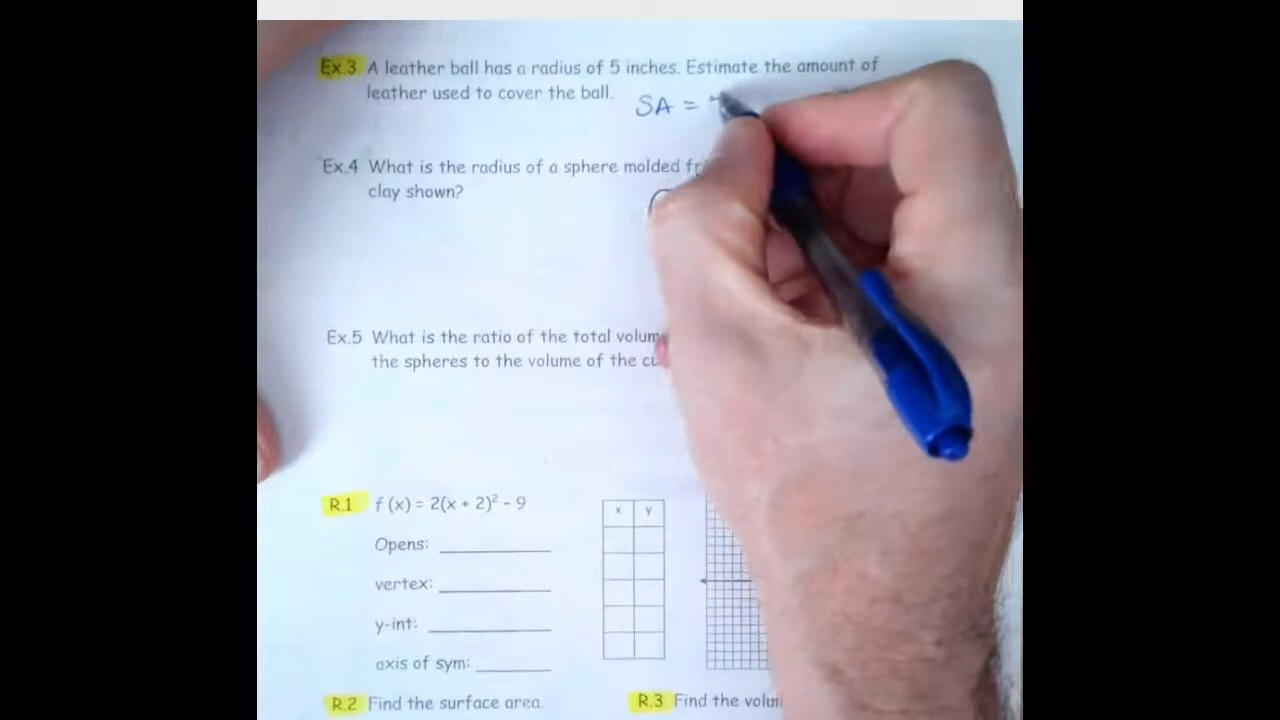 Ex.3 A leather ball has a radius of 5 inches. Estimate the amount of
leather used to cover the ball.
SA =
Ex.4 What is the radius of a sphere molded
clay shown?
Ex.5 What is the ratio of the total
the spheres to the volume of the
R.1 f (x) = 2(x + 2)² - 9
x y
Opens:
vertex:
y-int:
axis of sym:
R.2 Find the surface area. R.3 Find the